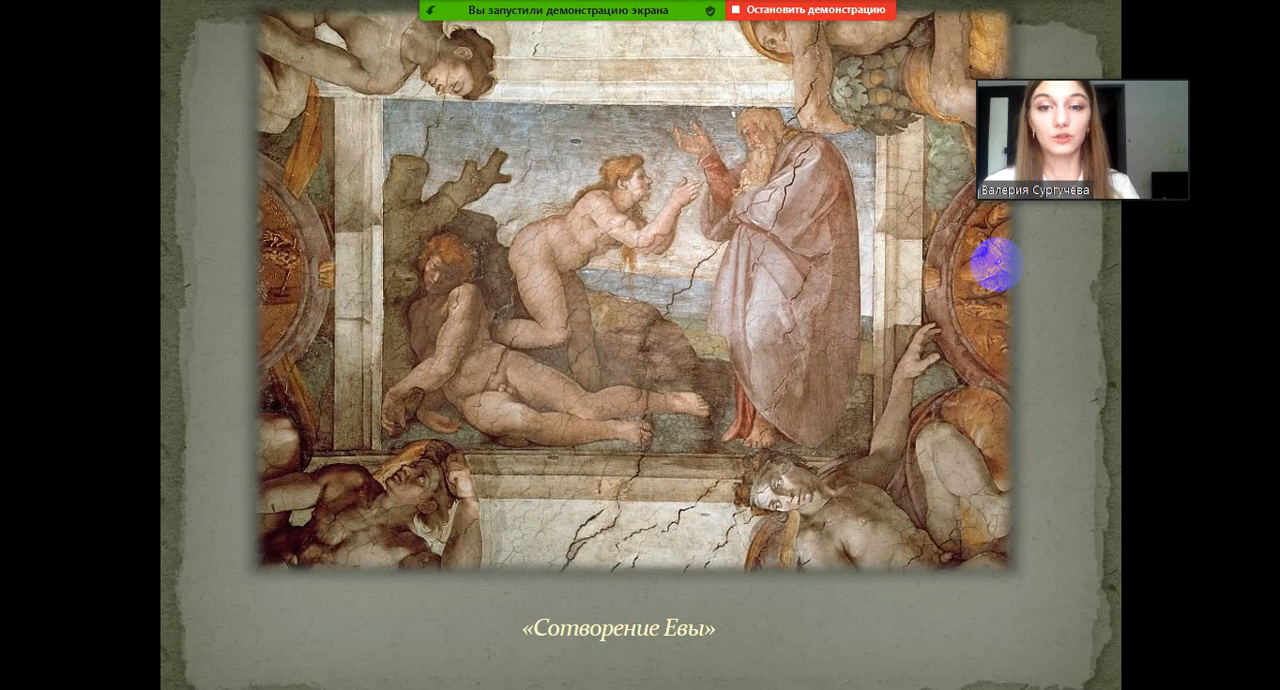 Вы запустили демонстрацию экрана
Остановить демонстрацию
Валерия Сургучёва
«Сотворение Евы»